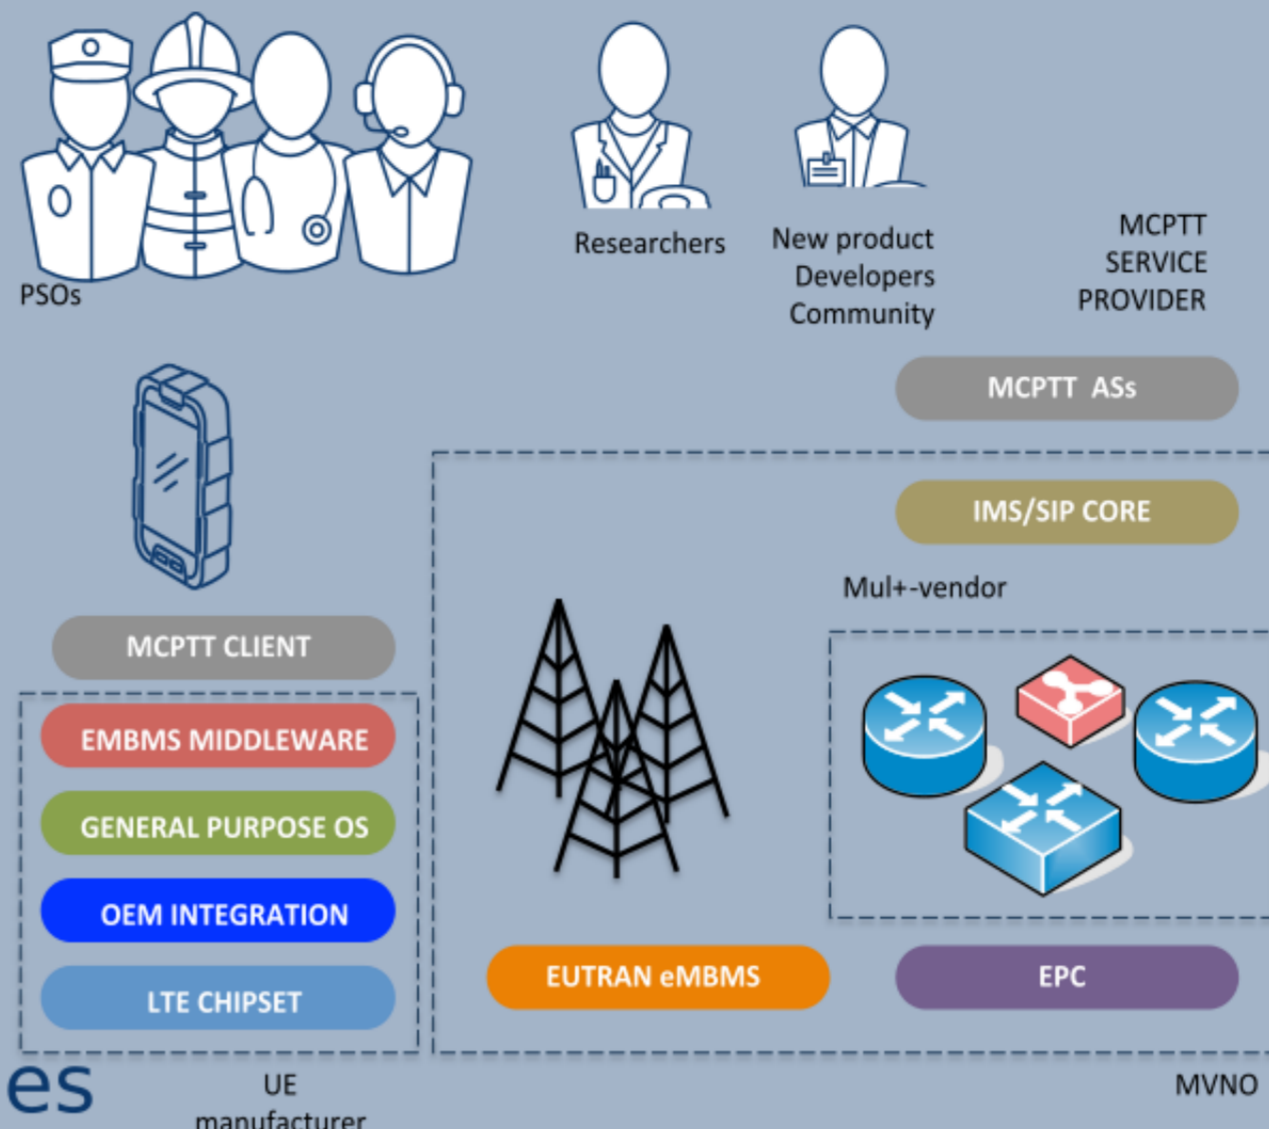 PSOs
Researchers
New product
Developers
Community
MCPTT
SERVICE
PROVIDER
MCPTT ASs
IMS/SIP CORE
Mul+-vendor
MCPTT CLIENT
EMBMS MIDDLEWARE
GENERAL PURPOSE OS
OEM INTEGRATION
LTE CHIPSET
EUTRAN eMBMS
EPC
es
UE
manufacturer
MVNO